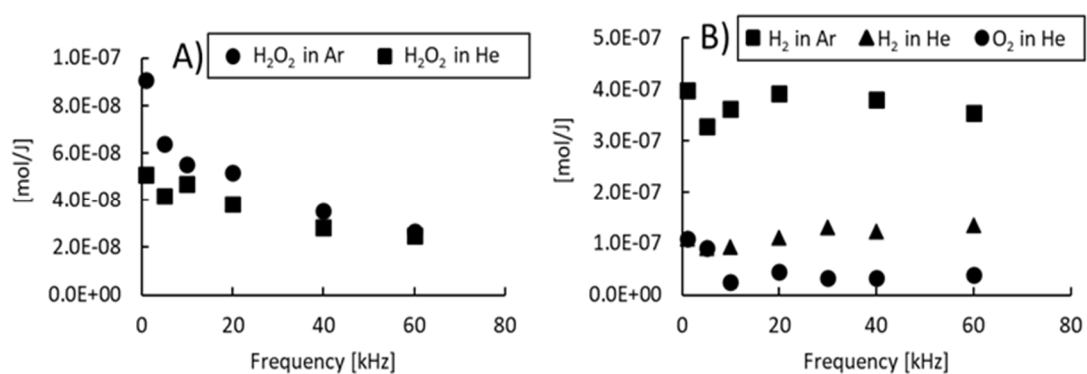 A)
H₂O₂ in Ar
H₂O₂ in He
1.0E-07
8.0E-08
6.0E-08
4.0E-08
2.0E-08
0.0E+00
[mol/J]
0 20 40 60 80
Frequency [kHz]
B)
H₂ in Ar
H₂ in He
O₂ in He
5.0E-07
4.0E-07
3.0E-07
2.0E-07
1.0E-07
0.0E+00
[mol/J]
0 20 40 60 80
Frequency [kHz]